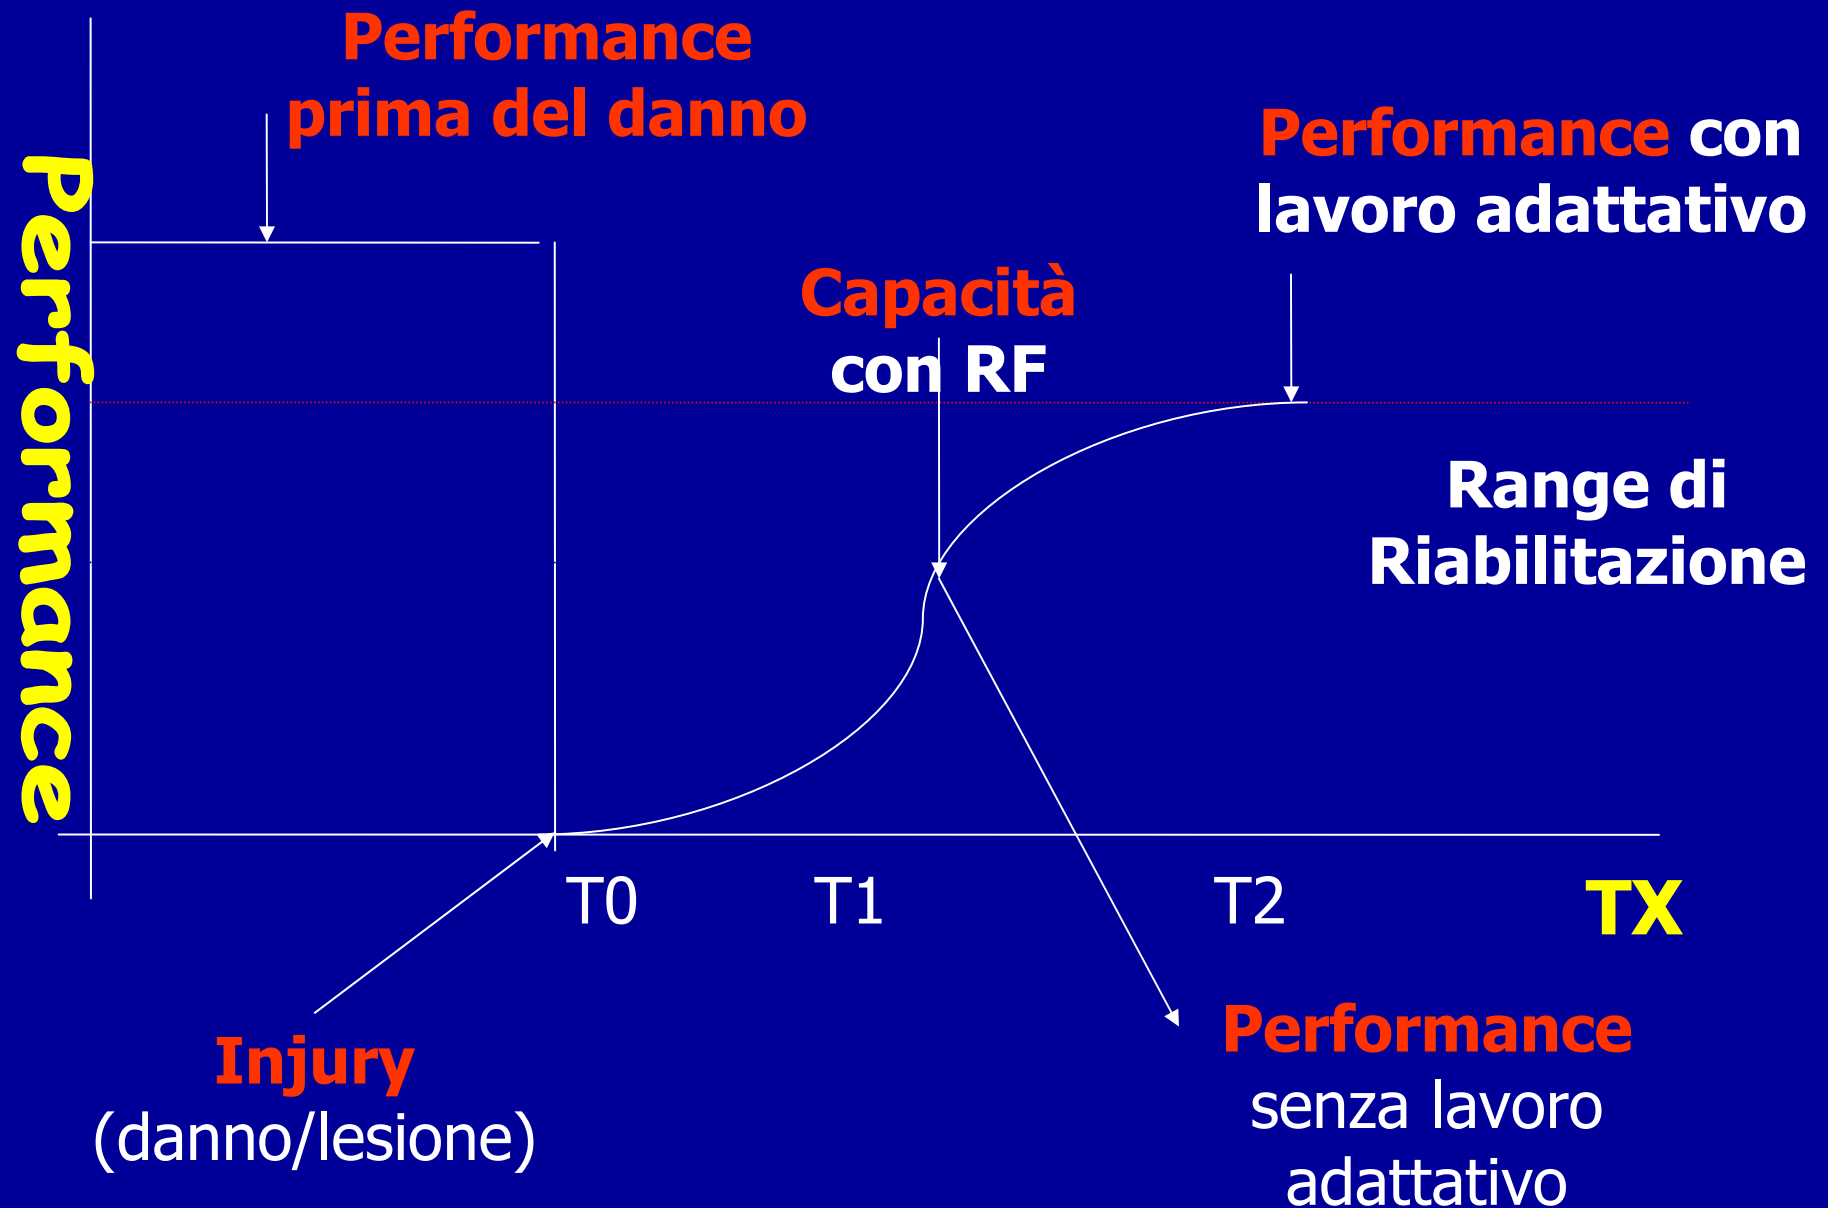 Performance
prima del danno
Performance con
lavoro adattativo
Performance
Capacità
con RF
Range di
Riabilitazione
T0
T1
T2
TX
Injury
(danno/lesione)
Performance
senza lavoro
adattativo